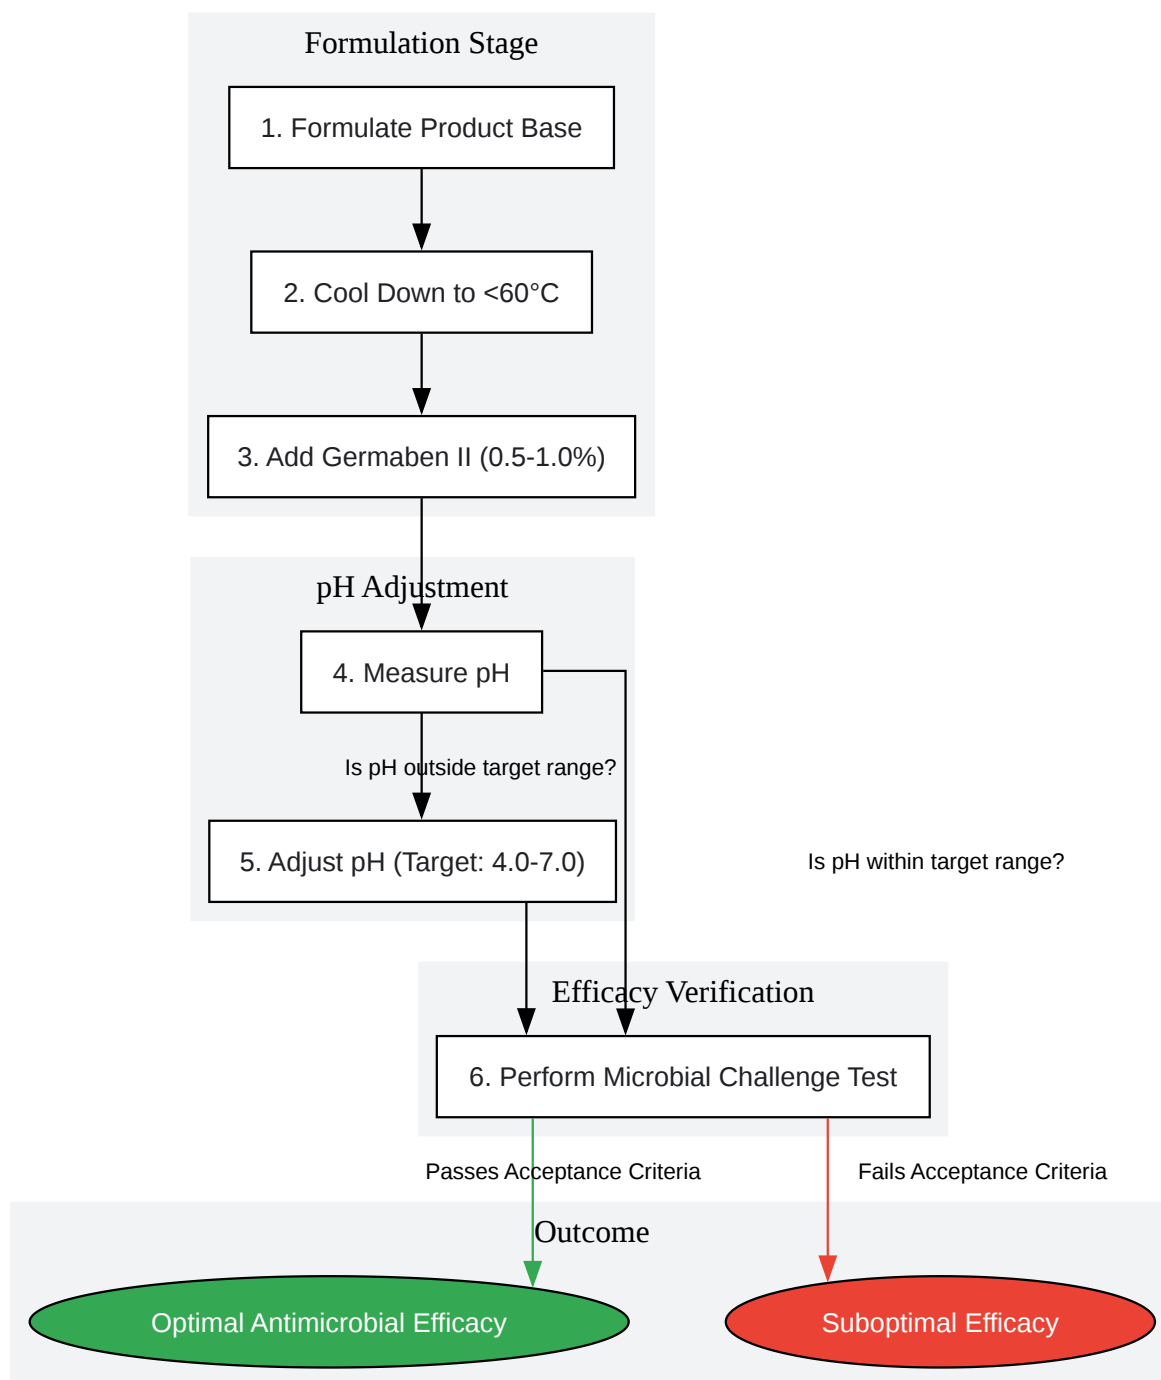 Formulation Stage
1. Formulate Product Base
2. Cool Down to <60°C
3. Add Germaben II (0.5-1.0%)
pH Adjustment
4. Measure pH
Is pH outside target range?
5. Adjust pH (Target: 4.0-7.0)
Is pH within target range?
Efficacy Verification
6. Perform Microbial Challenge Test
Passes Acceptance Criteria
Fails Acceptance Criteria
Outcome
Optimal Antimicrobial Efficacy
Suboptimal Efficacy